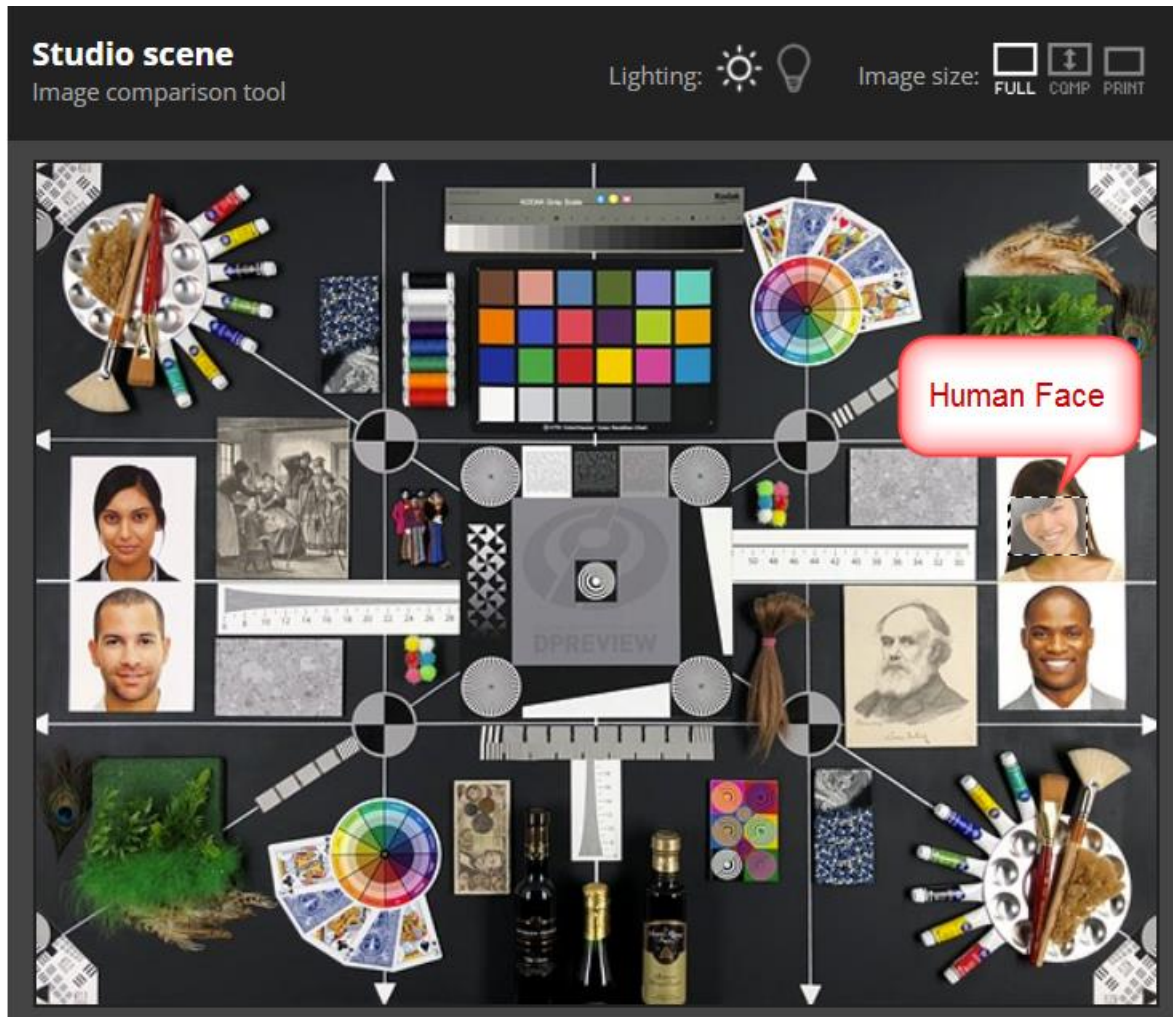 Studio scene
Image comparison tool
Lighting:
Image size:
FULL COMP PRINT
KODAK Gray Scale
Kodak
Human Face
50 48 46 44 42 40 38 36 34 32 30
6 8 10 12 14 16 18 20 22 24 26 28
DPREVIEW